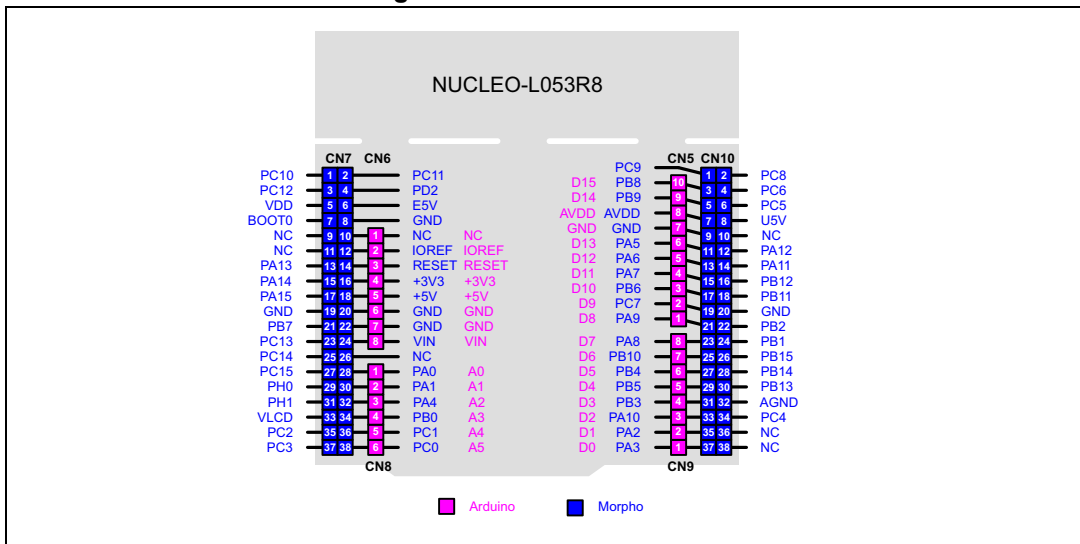 NUCLEO-L053R8
CN7 CN6 CN5 CN10
PC9
PC10 1 2 PC11 1 2 PC8
D15 PB8 10
PC12 3 4 PD2 3 4 PC6
D14 PB9 9
VDD 5 6 E5V 5 6 PC5
AVDD AVDD 8
BOOT0 7 8 GND 7 8 U5V
GND GND 7
NC 9 10 1 NC NC 9 10 NC
D13 PA5 6
NC 11 12 2 IOREF IOREF 11 12 PA12
D12 PA6 5
PA13 13 14 3 RESET RESET 13 14 PA11
D11 PA7 4
PA14 15 16 4 +3V3 +3V3 15 16 PB12
D10 PB6 3
PA15 17 18 5 +5V +5V 17 18 PB11
D9 PC7 2
GND 19 20 6 GND GND 19 20 GND
D8 PA9 1
PB7 21 22 7 GND GND 21 22 PB2
PC13 23 24 8 VIN VIN D7 PA8 8 23 24 PB1
PC14 25 26 NC D6 PB10 7 25 26 PB15
PC15 27 28 1 PA0 A0 D5 PB4 6 27 28 PB14
PH0 29 30 2 PA1 A1 D4 PB5 5 29 30 PB13
PH1 31 32 3 PA4 A2 D3 PB3 4 31 32 AGND
VLCD 33 34 4 PB0 A3 D2 PA10 3 33 34 PC4
PC2 35 36 5 PC1 A4 D1 PA2 2 35 36 NC
PC3 37 38 6 PC0 A5 D0 PA3 1 37 38 NC
CN8 CN9
Arduino Morpho